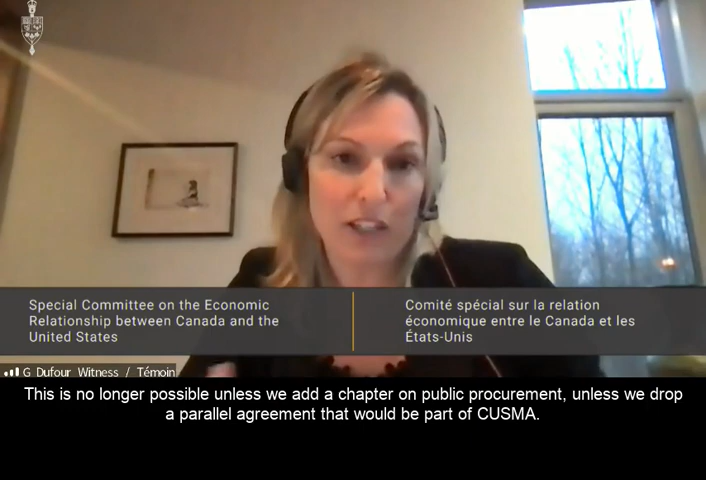 Special Committee on the Economic
Relationship between Canada and the
United States
Comité spécial sur la relation
économique entre le Canada et les
États-Unis
G Dufour Witness / Témoin
This is no longer possible unless we add a chapter on public procurement, unless we drop
a parallel agreement that would be part of CUSMA.